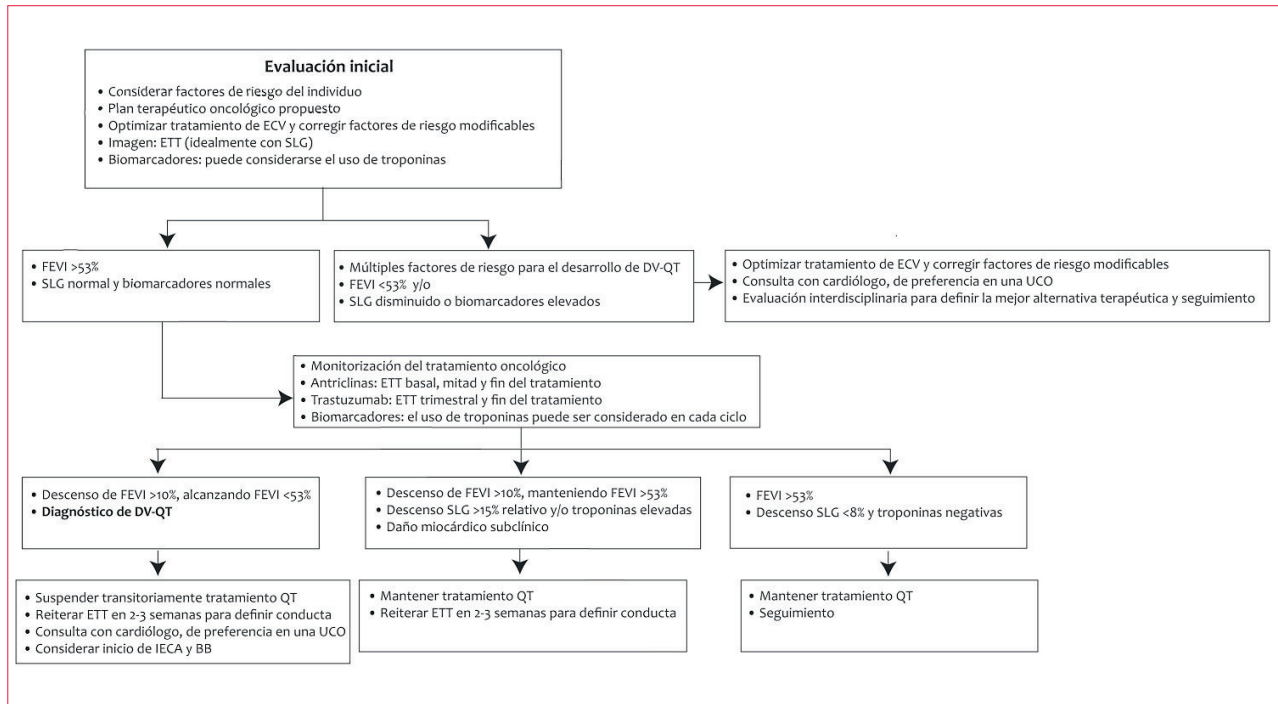 Evaluación inicial
• Considerar factores de riesgo del individuo
• Plan terapéutico oncológico propuesto
• Optimizar tratamiento de ECV y corregir factores de riesgo modificables
• Imagen: ETT (idealmente con SLG)
• Biomarcadores: puede considerarse el uso de troponinas
• FEVI >53%
• SLG normal y biomarcadores normales
• Múltiples factores de riesgo para el desarrollo de DV-QT
• FEVI <53% y/o
• SLG disminuido o biomarcadores elevados
• Optimizar tratamiento de ECV y corregir factores de riesgo modificables
• Consulta con cardiólogo, de preferencia en una UCO
• Evaluación interdisciplinaria para definir la mejor alternativa terapéutica y seguimiento
• Monitorización del tratamiento oncológico
• Antriclinas: ETT basal, mitad y fin del tratamiento
• Trastuzumab: ETT trimestral y fin del tratamiento
• Biomarcadores: el uso de troponinas puede ser considerado en cada ciclo
• Descenso de FEVI >10%, alcanzando FEVI <53%
• Diagnóstico de DV-QT
• Descenso de FEVI >10%, manteniendo FEVI >53%
• Descenso SLG >15% relativo y/o troponinas elevadas
• Daño miocárdico subclínico
• FEVI >53%
• Descenso SLG <8% y troponinas negativas
• Suspender transitoriamente tratamiento QT
• Reiterar ETT en 2-3 semanas para definir conducta
• Consulta con cardiólogo, de preferencia en una UCO
• Considerar inicio de IECA y BB
• Mantener tratamiento QT
• Reiterar ETT en 2-3 semanas para definir conducta
• Mantener tratamiento QT
• Seguimiento